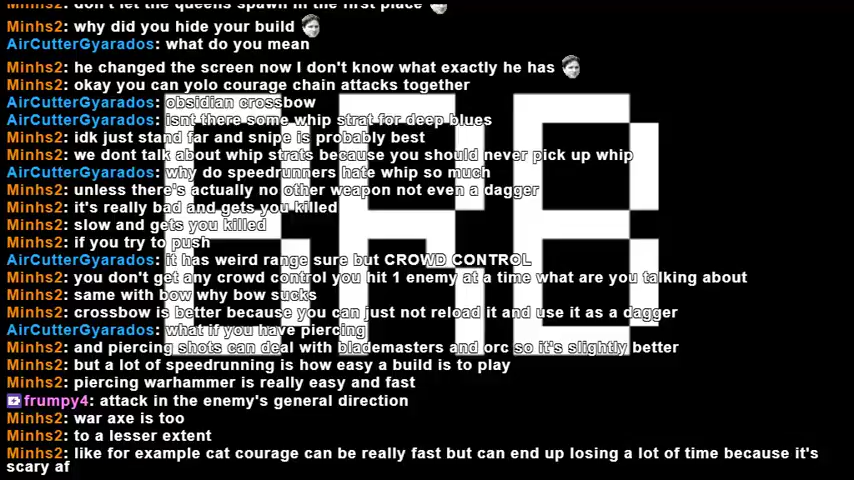 Minhs2: don't let the queens spawn in the first place
Minhs2: why did you hide your build
AirCutterGyarados: what do you mean
Minhs2: he changed the screen now I don't know what exactly he has
Minhs2: okay you can yolo courage chain attacks together
AirCutterGyarados: obsidian crossbow
AirCutterGyarados: isnt there some whip strat for deep blues
Minhs2: idk just stand far and snipe is probably best
Minhs2: we dont talk about whip strats because you should never pick up whip
AirCutterGyarados: why do speedrunners hate whip so much
Minhs2: unless there's actually no other weapon not even a dagger
Minhs2: it's really bad and gets you killed
Minhs2: slow and gets you killed
Minhs2: if you try to push
AirCutterGyarados: it has weird range sure but CROWD CONTROL
Minhs2: you don't get any crowd control you hit 1 enemy at a time what are you talking about
Minhs2: same with bow why bow sucks
Minhs2: crossbow is better because you can just not reload it and use it as a dagger
AirCutterGyarados: what if you have piercing
Minhs2: and piercing shots can deal with blademasters and orc so it's slightly better
Minhs2: but a lot of speedrunning is how easy a build is to play
Minhs2: piercing warhammer is really easy and fast
frumpy4: attack in the enemy's general direction
Minhs2: war axe is too
Minhs2: to a lesser extent
Minhs2: like for example cat courage can be really fast but can end up losing a lot of time because it's
scary af
BRB